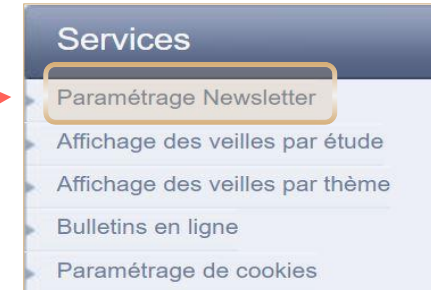 Services
Paramétrage Newsletter
Affichage des veilles par étude
Affichage des veilles par thème
Bulletins en ligne
Paramétrage de cookies